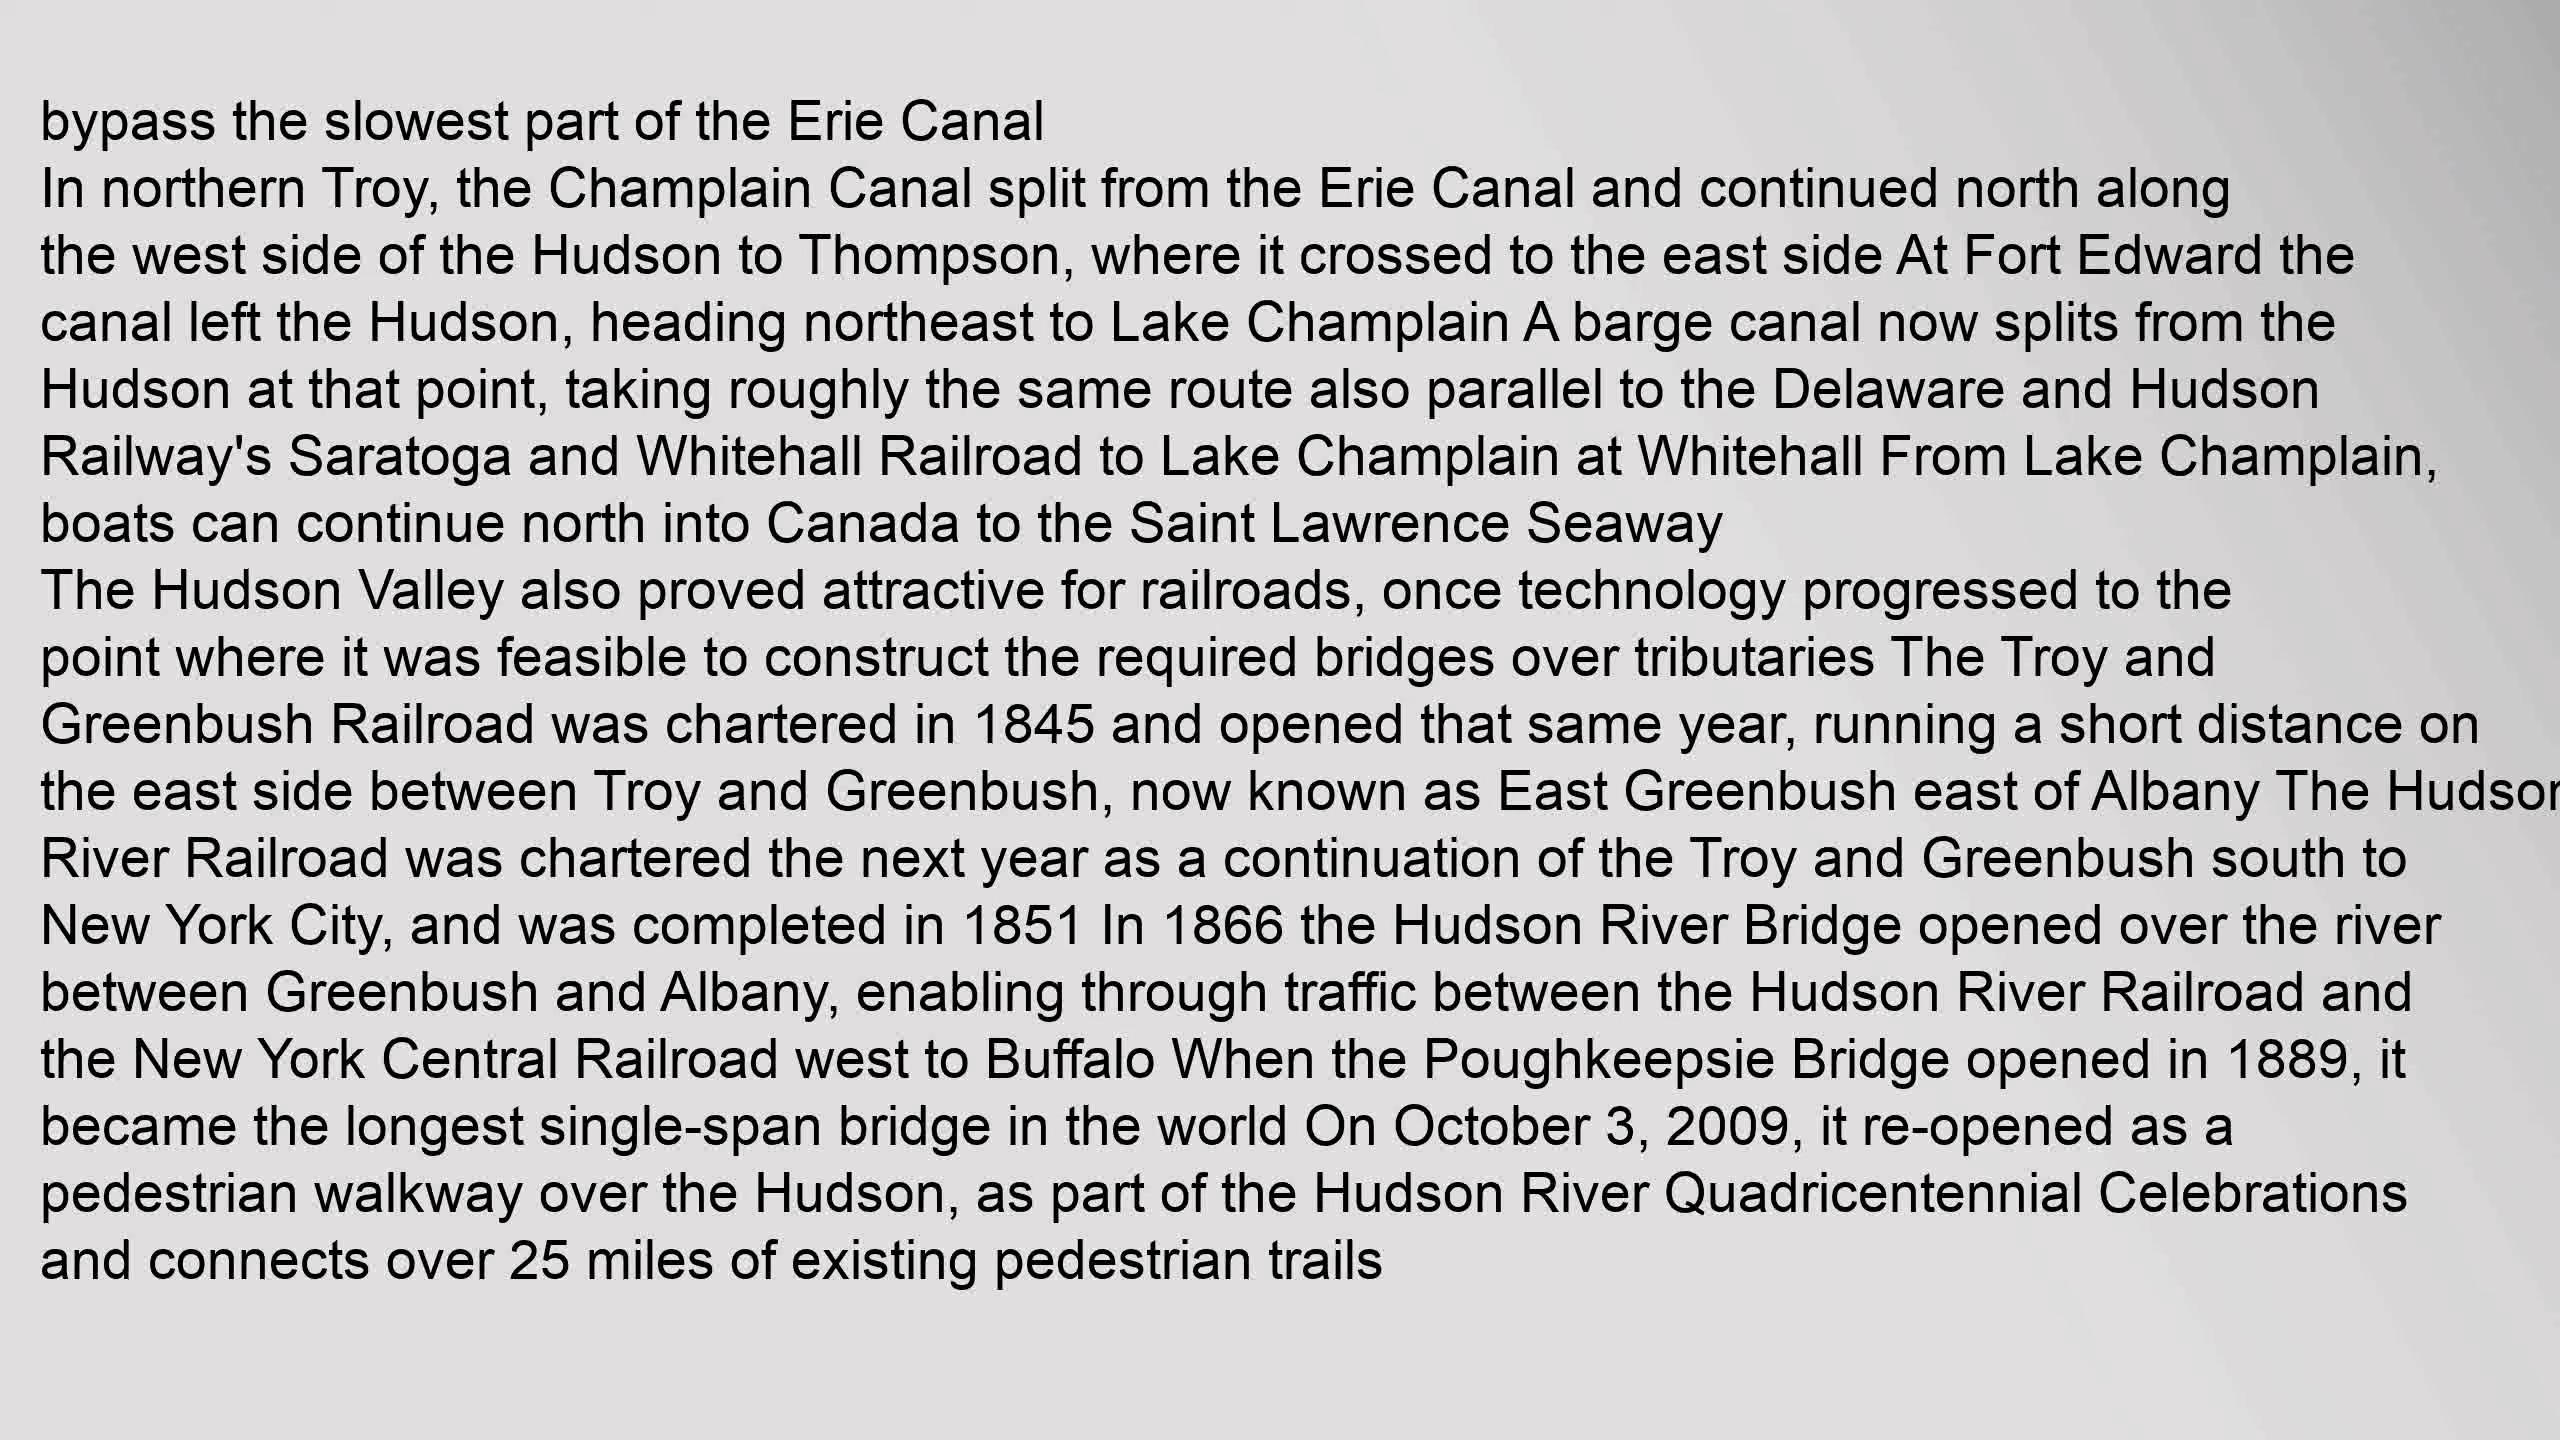 bypass the slowest part of the Erie Canal
In northern Troy, the Champlain Canal split from the Erie Canal and continued north along
the west side of the Hudson to Thompson, where it crossed to the east side At Fort Edward the
canal left the Hudson, heading northeast to Lake Champlain A barge canal now splits from the
Hudson at that point, taking roughly the same route also parallel to the Delaware and Hudson
Railway's Saratoga and Whitehall Railroad to Lake Champlain at Whitehall From Lake Champlain,
boats can continue north into Canada to the Saint Lawrence Seaway
The Hudson Valley also proved attractive for railroads, once technology progressed to the
point where it was feasible to construct the required bridges over tributaries The Troy and
Greenbush Railroad was chartered in 1845 and opened that same year, running a short distance on
the east side between Troy and Greenbush, now known as East Greenbush east of Albany The Hudson
River Railroad was chartered the next year as a continuation of the Troy and Greenbush south to
New York City, and was completed in 1851 In 1866 the Hudson River Bridge opened over the river
between Greenbush and Albany, enabling through traffic between the Hudson River Railroad and
the New York Central Railroad west to Buffalo When the Poughkeepsie Bridge opened in 1889, it
became the longest single-span bridge in the world On October 3, 2009, it re-opened as a
pedestrian walkway over the Hudson, as part of the Hudson River Quadricentennial Celebrations
and connects over 25 miles of existing pedestrian trails